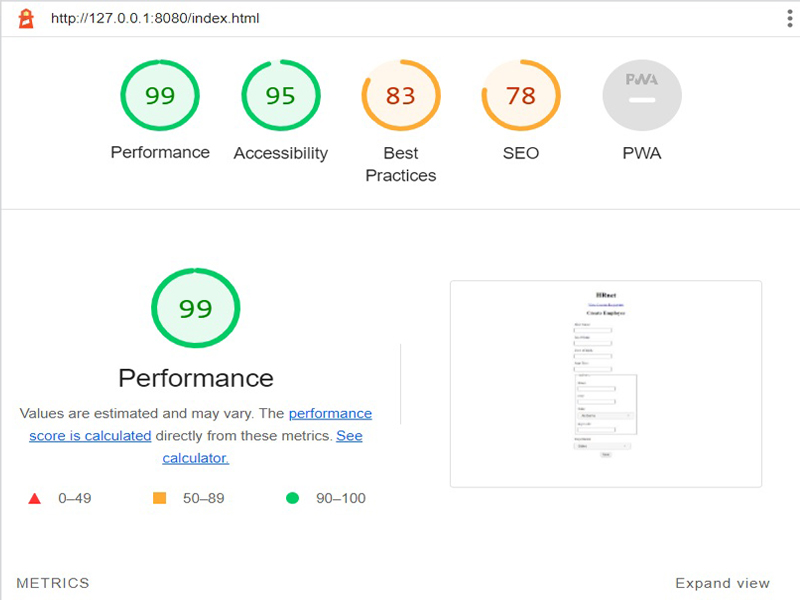 http://127.0.0.1:8080/index.html
99
95
83
78
PWA
Performance
Accessibility
Best
Practices
SEO
PWA
99
Performance
Values are estimated and may vary. The performance
score is calculated directly from these metrics. See
calculator.
0–49
50–89
90–100
HRnet
Create Employee
METRICS
Expand view